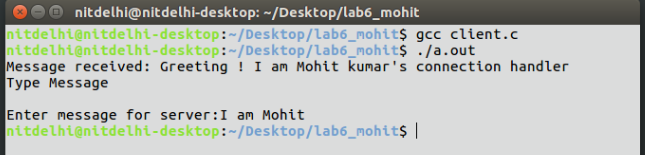 nitdelhi@nitdelhi-desktop: ~/Desktop/lab6_mohit
nitdelhi@nitdelhi-desktop:~/Desktop/lab6_mohit$ gcc client.c
nitdelhi@nitdelhi-desktop:~/Desktop/lab6_mohit$ ./a.out
Message received: Greeting ! I am Mohit kumar's connection handler
Type Message
Enter message for server:I am Mohit
nitdelhi@nitdelhi-desktop:~/Desktop/lab6_mohit$